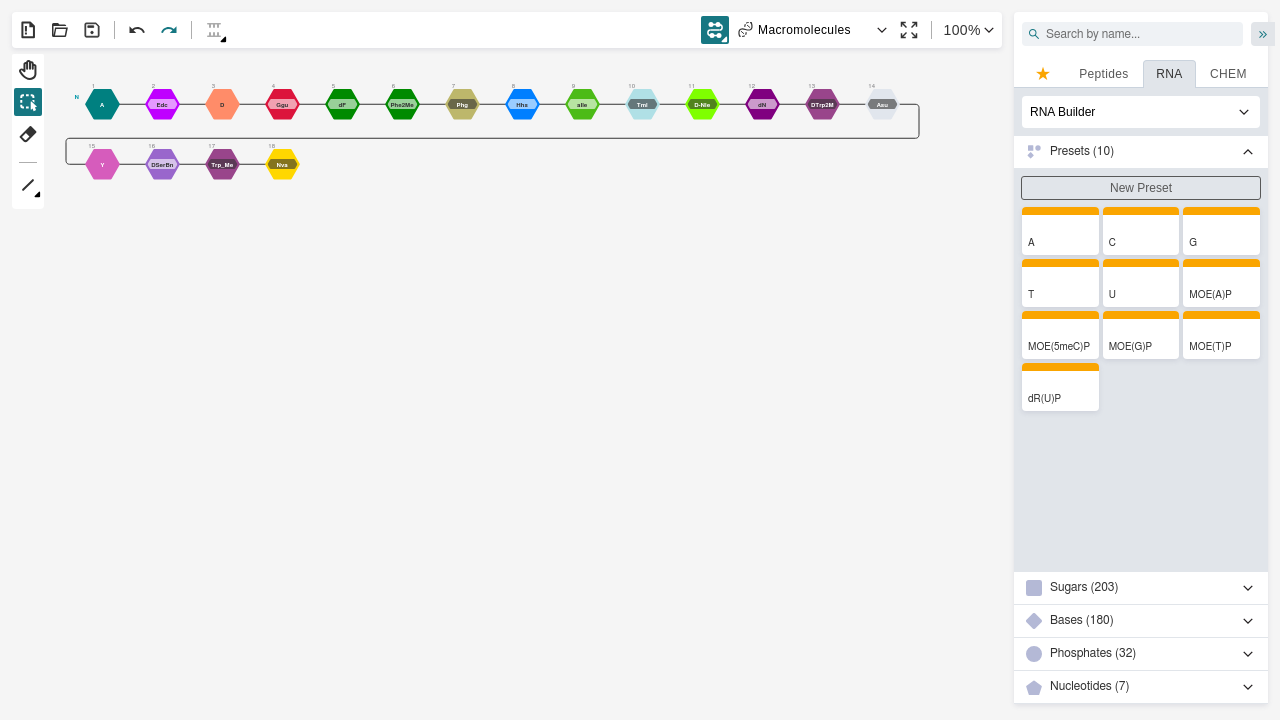 Macromolecules
100%
Search by name...
Peptides RNA CHEM
RNA Builder
Presets (10)
New Preset
A C G
T U MOE(A)P
MOE(5meC)P MOE(G)P MOE(T)P
dR(U)P
Sugars (203)
Bases (180)
Phosphates (32)
Nucleotides (7)
1 2 3 4 5 6 7 8 9 10 11 12 13 14
N A Edc D Ggu dF Phe2Me Phg Hha aIle Tml D-Nle dN DTrp2M Asu
15 16 17 18
Y DSerBn Trp_Me Nva